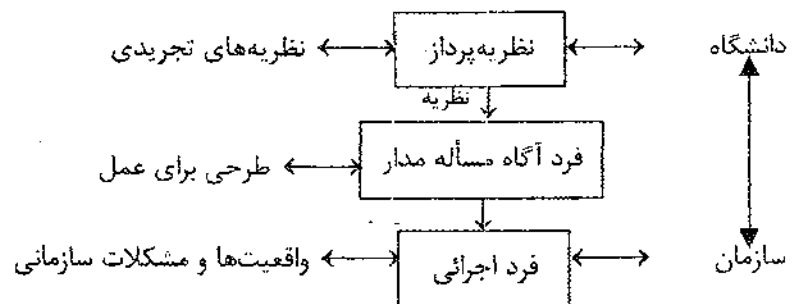 دانشگاه نظریه‌پرداز نظریه‌های تجریدی
نظریه
فرد آگاه مسأله مدار طرحی برای عمل
سازمان فرد اجرائی واقعیت‌ها و مشکلات سازمانی